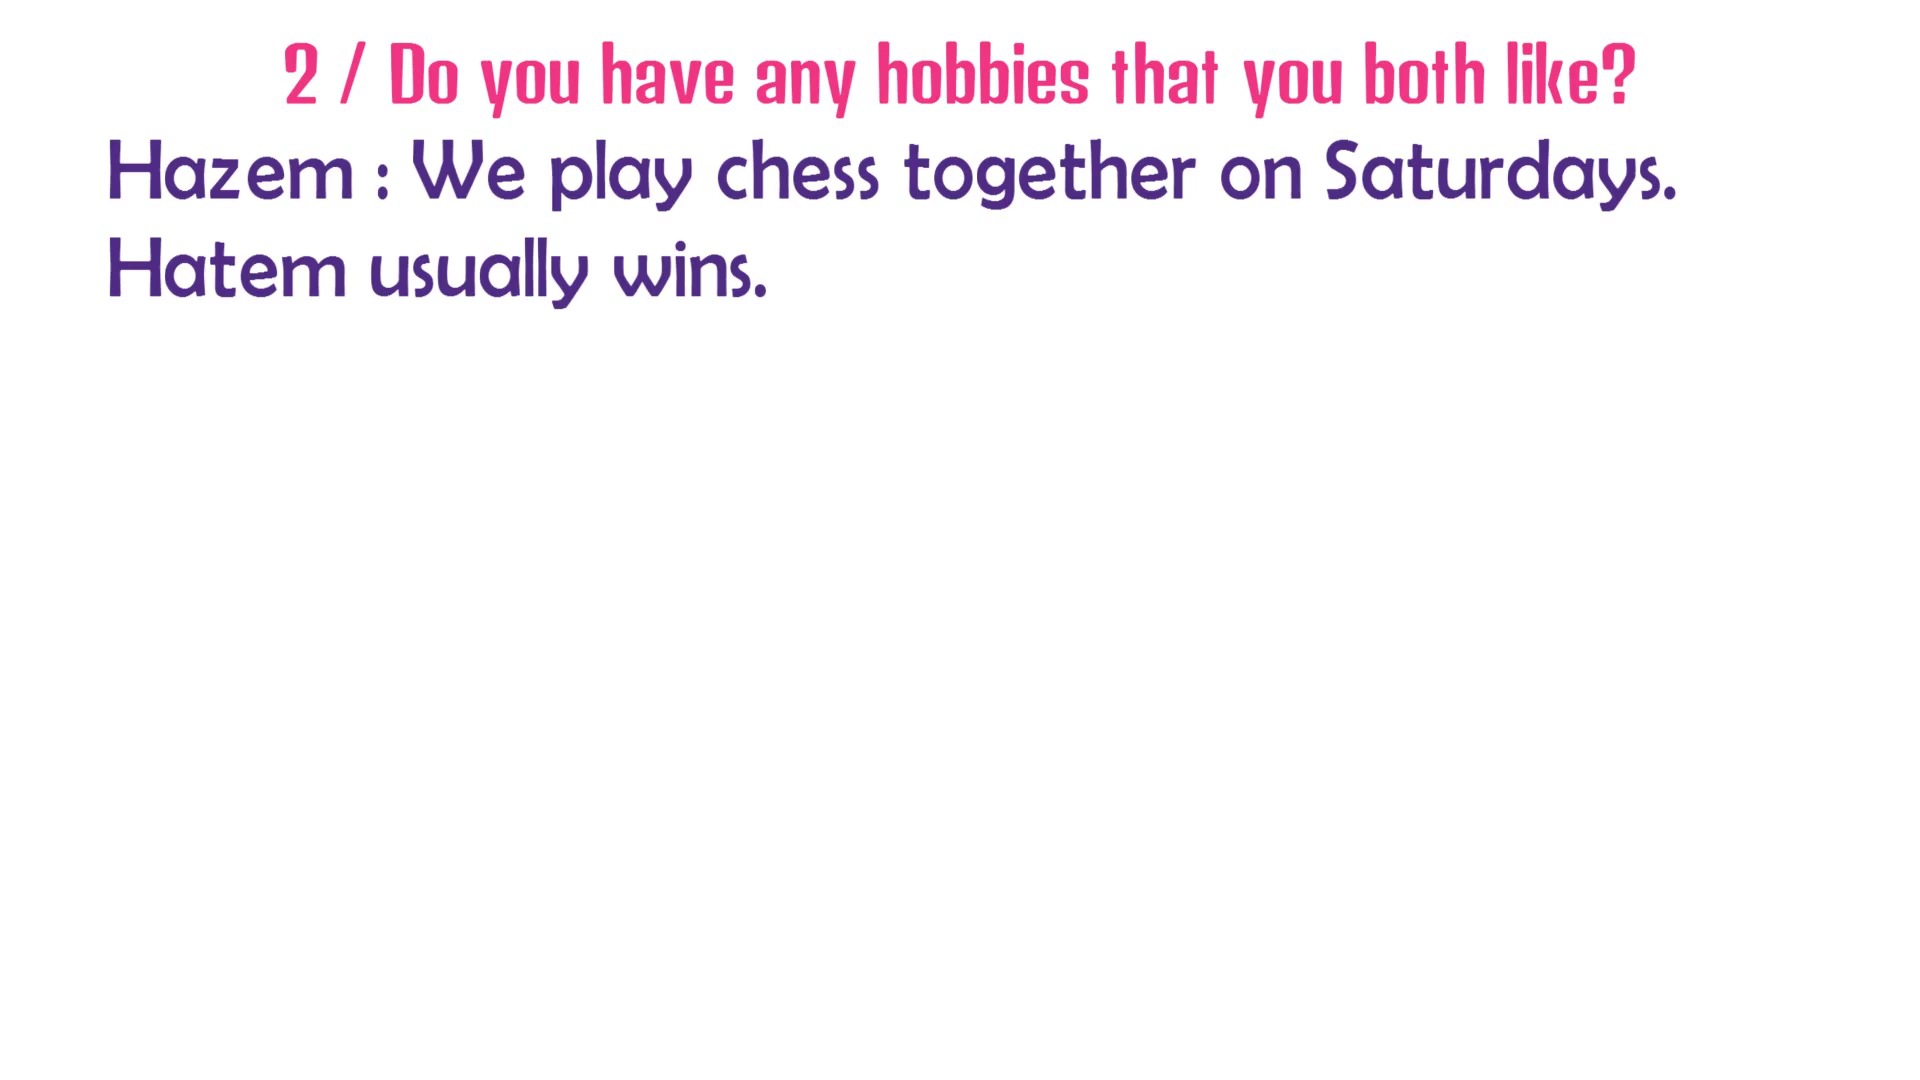 2 / Do you have any hobbies that you both like?
Hazem : We play chess together on Saturdays.
Hatem usually wins.